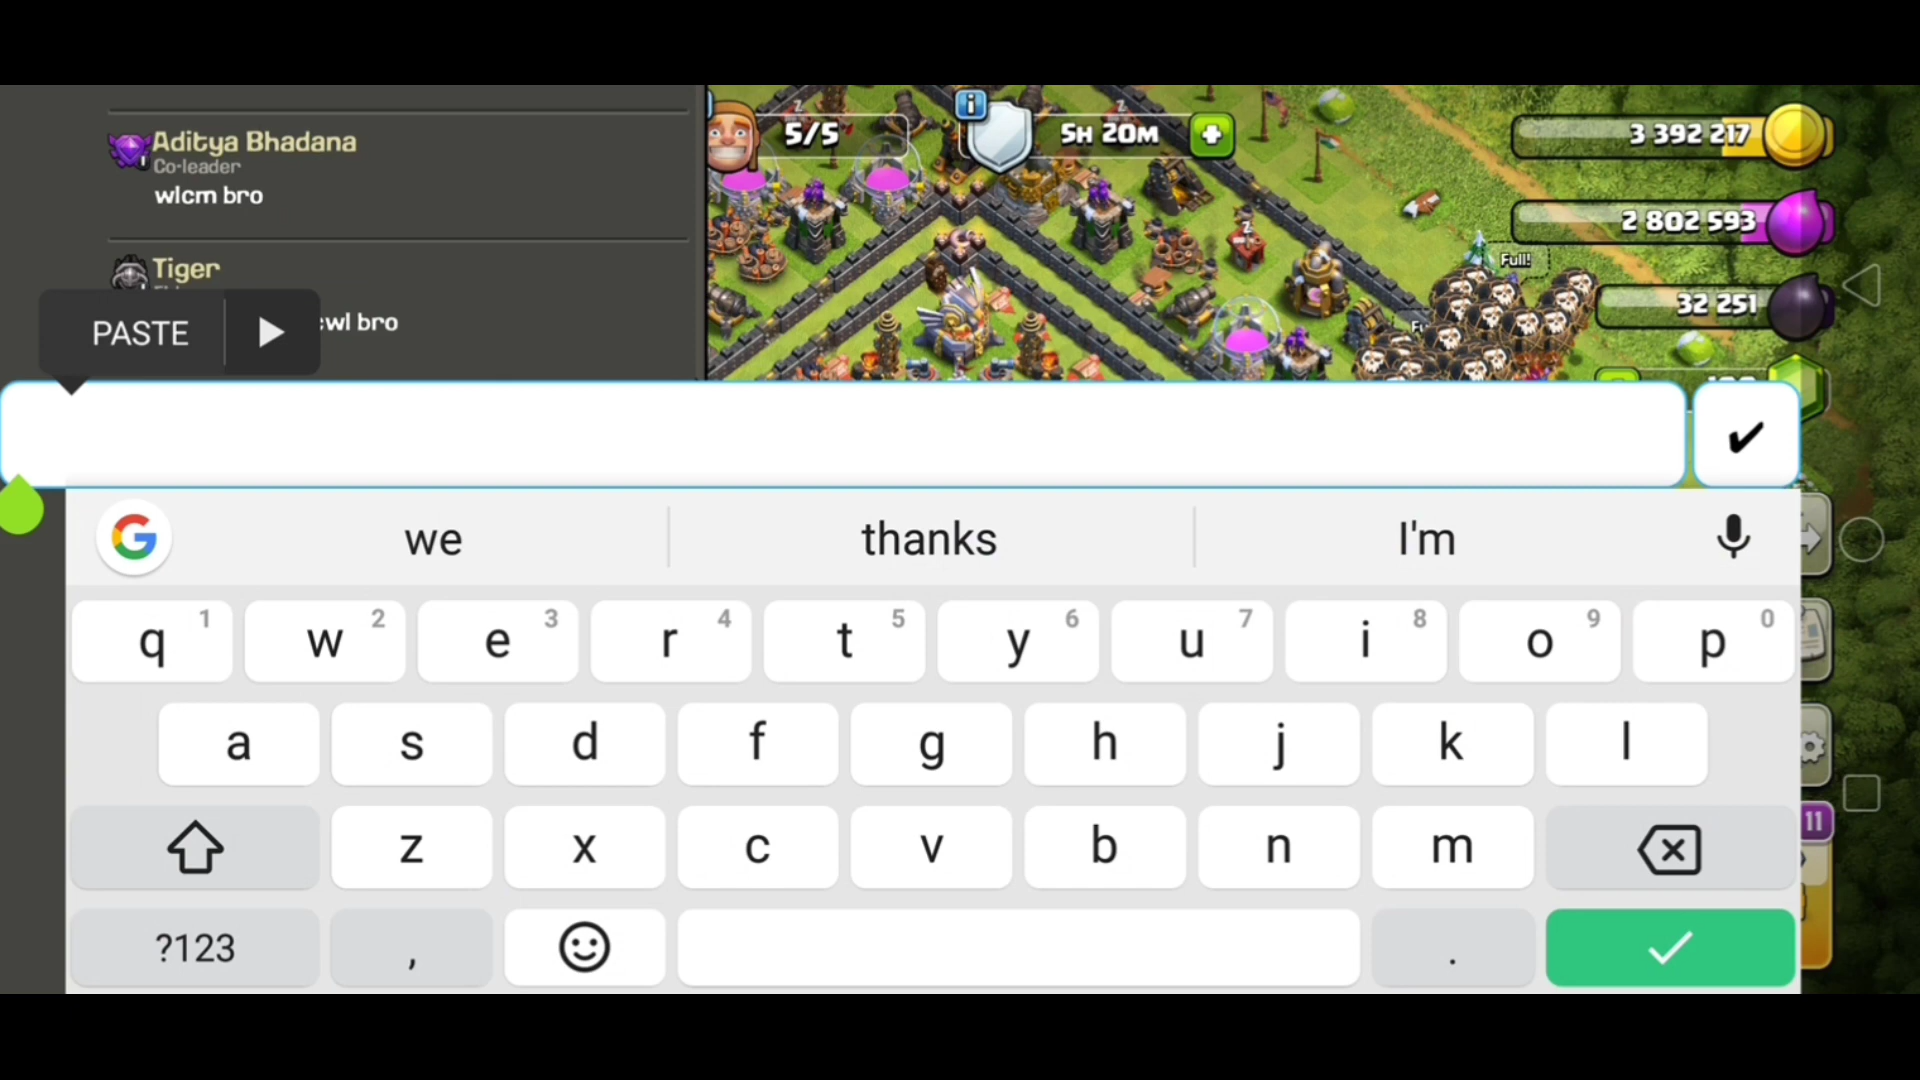 Aditya Bhadana
Co-leader
wlcm bro
Tiger
cwl bro
PASTE
5/5
5H 20M
3 392 217
2 802 593
32 251
Full!
we
thanks
I'm
q 1 w 2 e 3 r 4 t 5 y 6 u 7 i 8 o 9 p 0
a s d f g h j k l
z x c v b n m
11
?123 , .